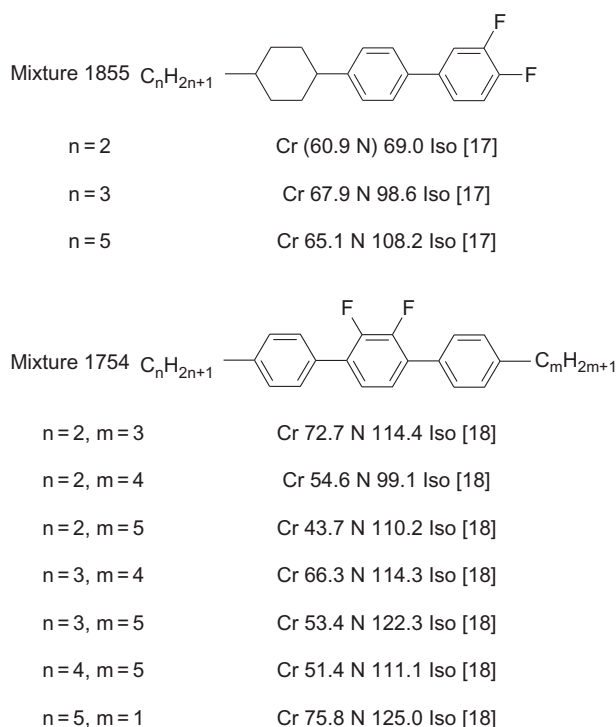 F
Mixture 1855 CnH2n+1 F
n = 2 Cr (60.9 N) 69.0 Iso [17]
n = 3 Cr 67.9 N 98.6 Iso [17]
n = 5 Cr 65.1 N 108.2 Iso [17]
F F
Mixture 1754 CnH2n+1 CmH2m+1
n = 2, m = 3 Cr 72.7 N 114.4 Iso [18]
n = 2, m = 4 Cr 54.6 N 99.1 Iso [18]
n = 2, m = 5 Cr 43.7 N 110.2 Iso [18]
n = 3, m = 4 Cr 66.3 N 114.3 Iso [18]
n = 3, m = 5 Cr 53.4 N 122.3 Iso [18]
n = 4, m = 5 Cr 51.4 N 111.1 Iso [18]
n = 5, m = 1 Cr 75.8 N 125.0 Iso [18]